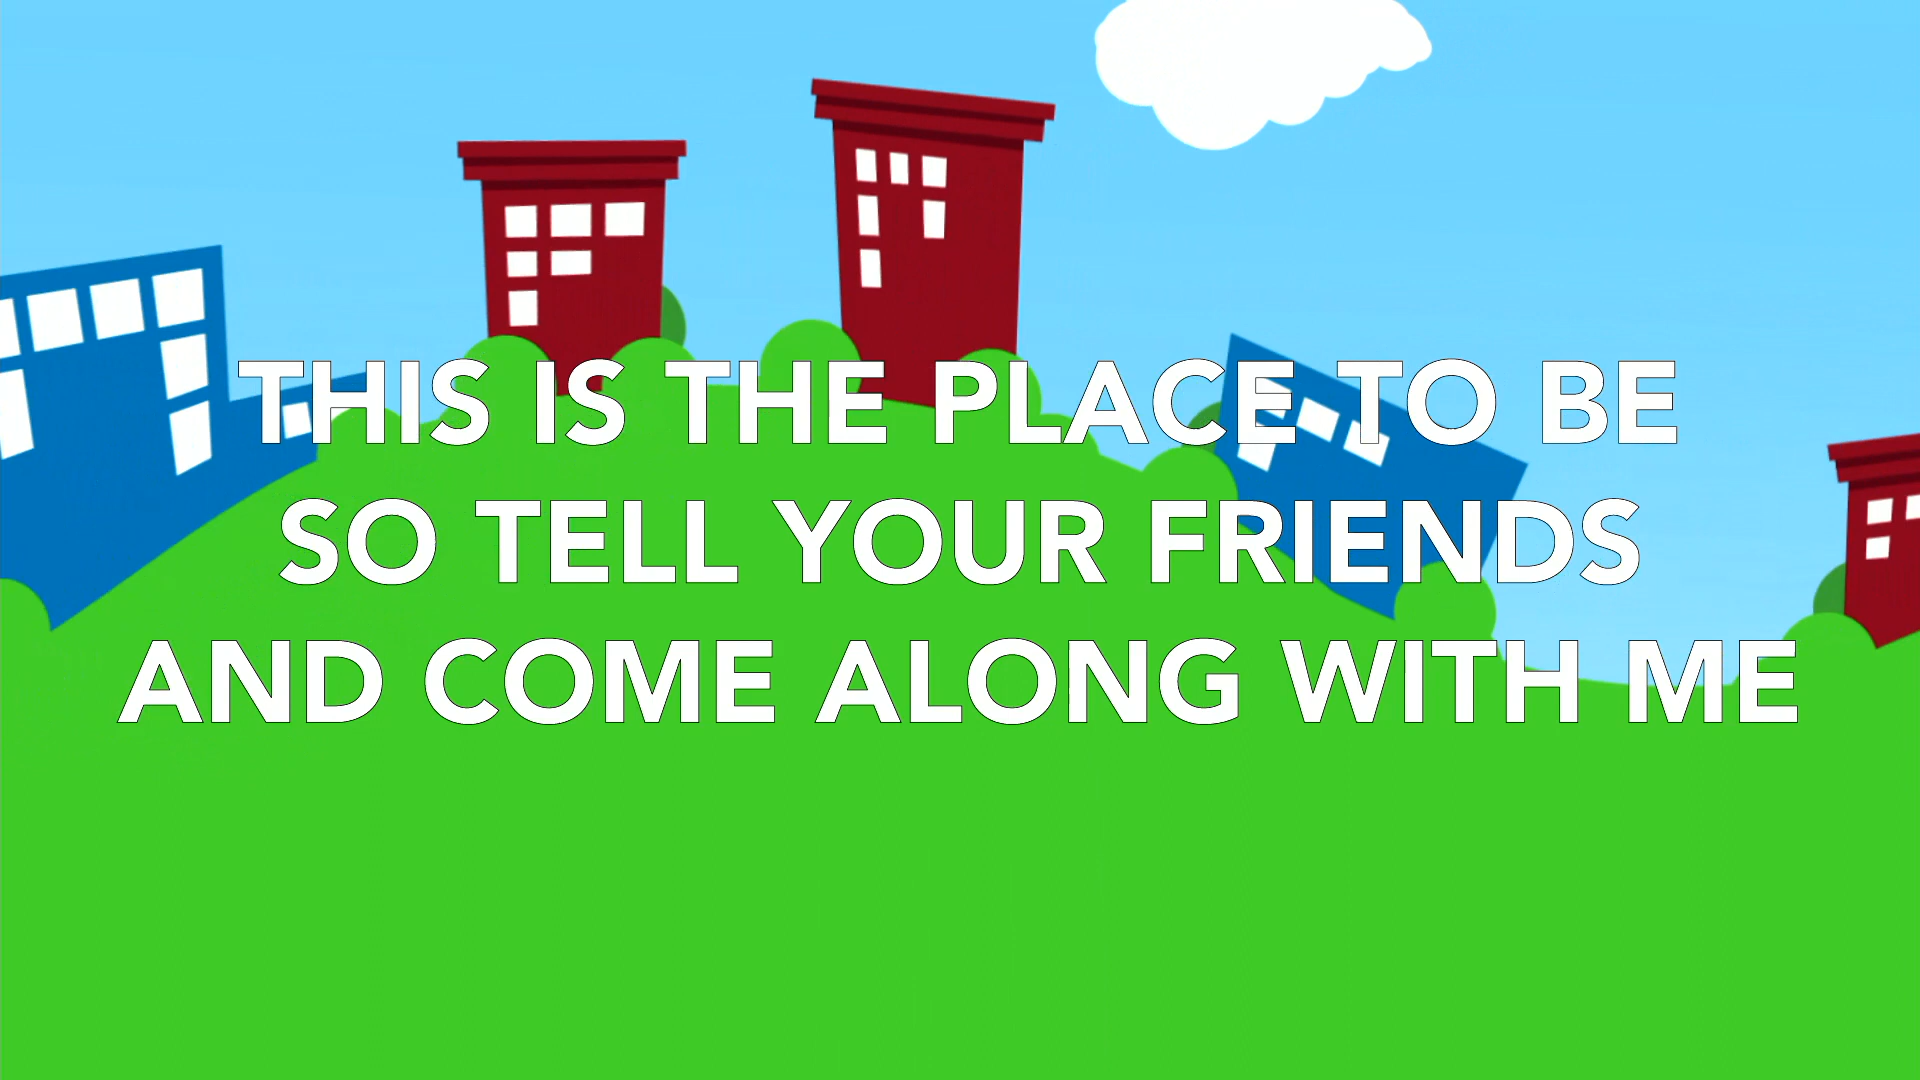 THIS IS THE PLACE TO BE
SO TELL YOUR FRIENDS
AND COME ALONG WITH ME